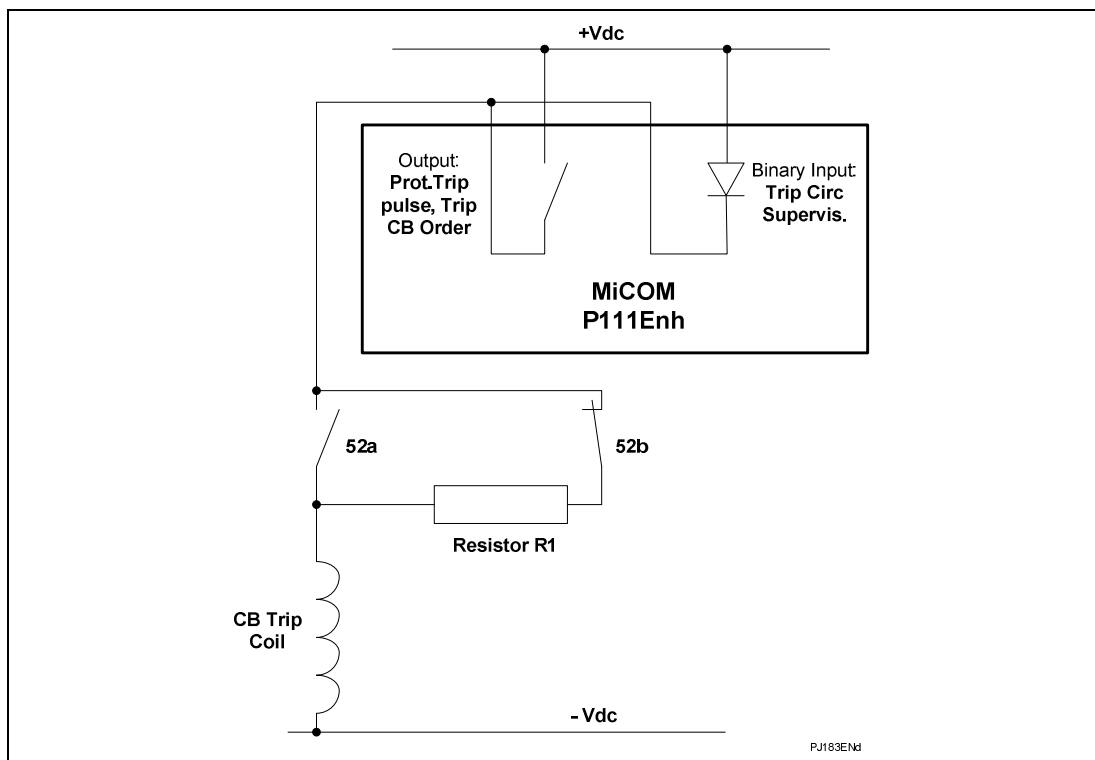 +Vdc
Output:
Prot.Trip
pulse, Trip
CB Order
Binary Input:
Trip Circ
Supervis.
MiCOM
P111Enh
52a
52b
Resistor R1
CB Trip
Coil
- Vdc
PJ183ENd